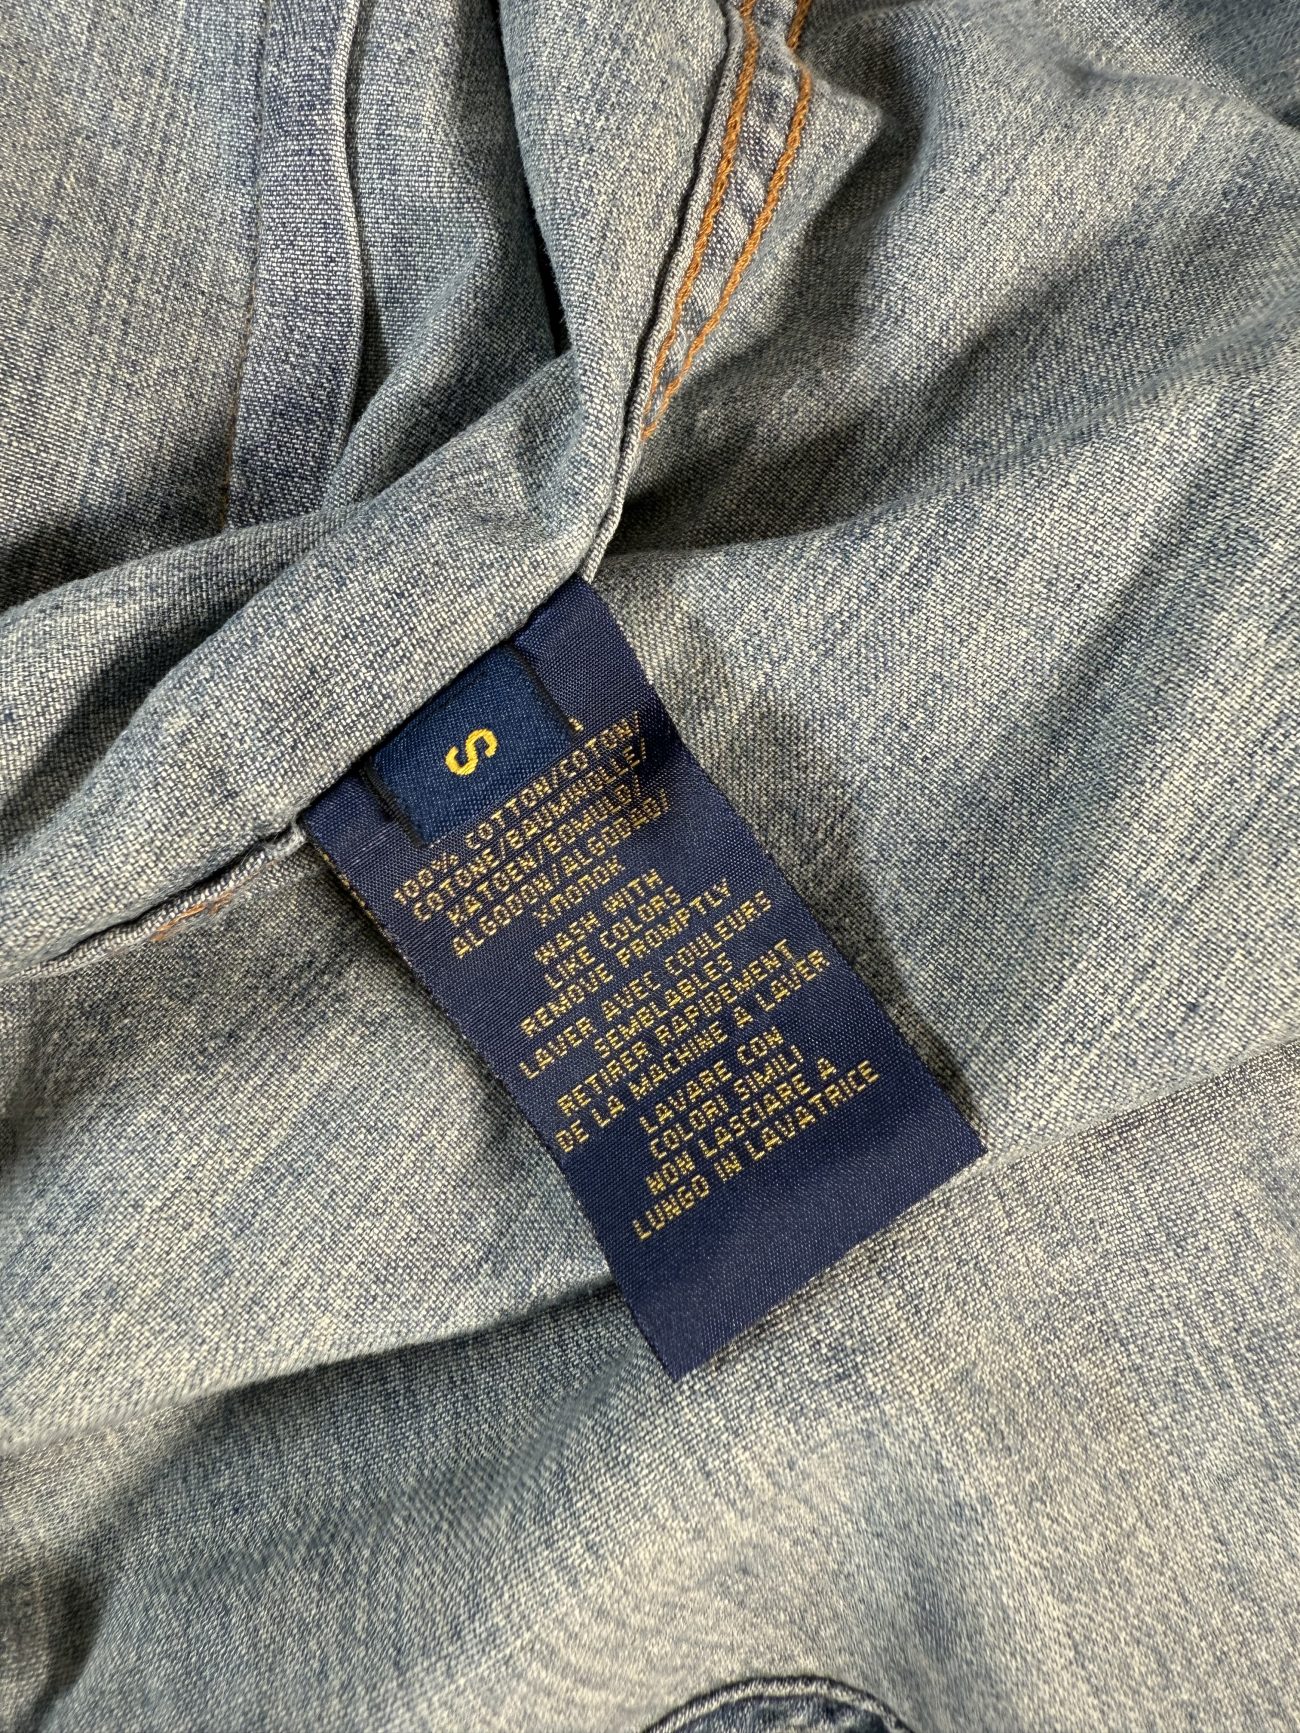 S
100% COTTON/COTON/
COTONE/BAUMWOLLE/
KATOEN/BOMULD/
ALGODON/ALGODÃO/
ХЛОПОК
WASH WITH
LIKE COLORS
REMOVE PROMPTLY
LAVER AVEC COULEURS
SEMBLABLES
RETIRER RAPIDEMENT
DE LA MACHINE A LAVER
LAVARE CON
COLORI SIMILI
NON LASCIARE A
LUNGO IN LAVATRICE